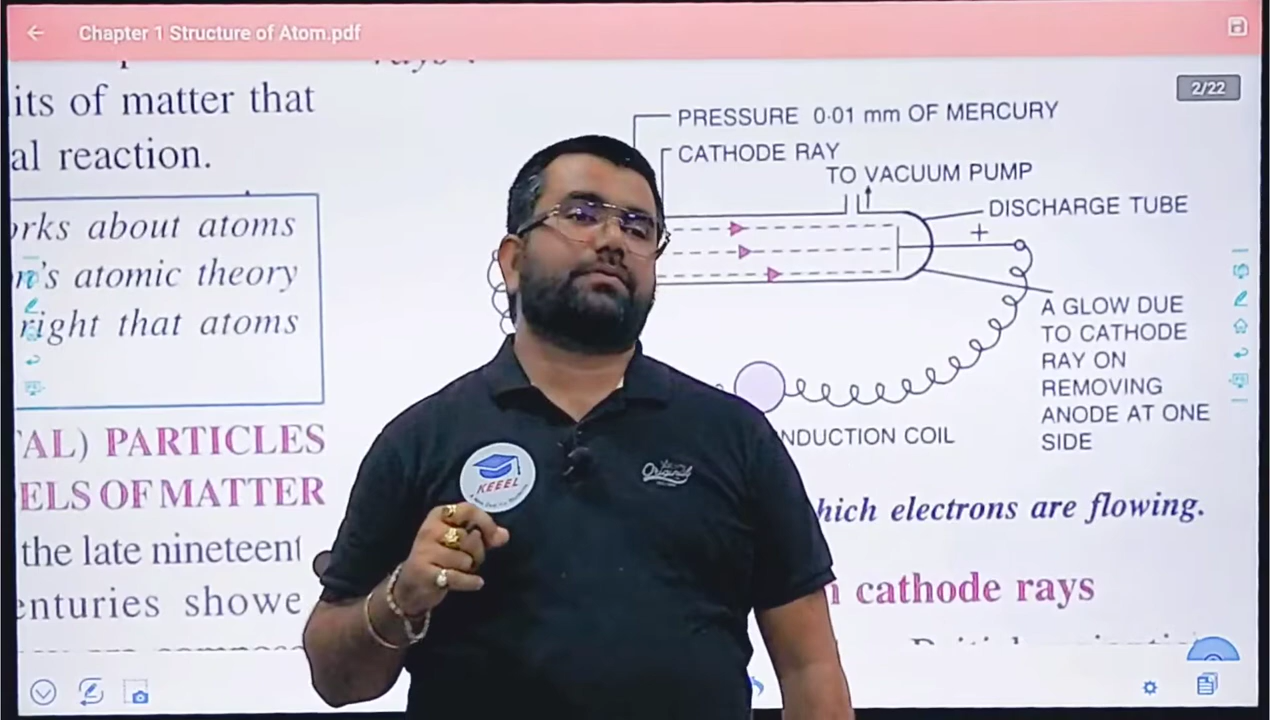 Chapter 1 Structure of Atom.pdf
2/22
its of matter that
al reaction.
orks about atoms
n's atomic theory
right that atoms
AL) PARTICLES
ELS OF MATTER
the late nineteent
enturies showe
PRESSURE 0·01 mm OF MERCURY
CATHODE RAY
TO VACUUM PUMP
DISCHARGE TUBE
+
A GLOW DUE
TO CATHODE
RAY ON
REMOVING
ANODE AT ONE
SIDE
NDUCTION COIL
hich electrons are flowing.
n cathode rays
KEEEL
Original